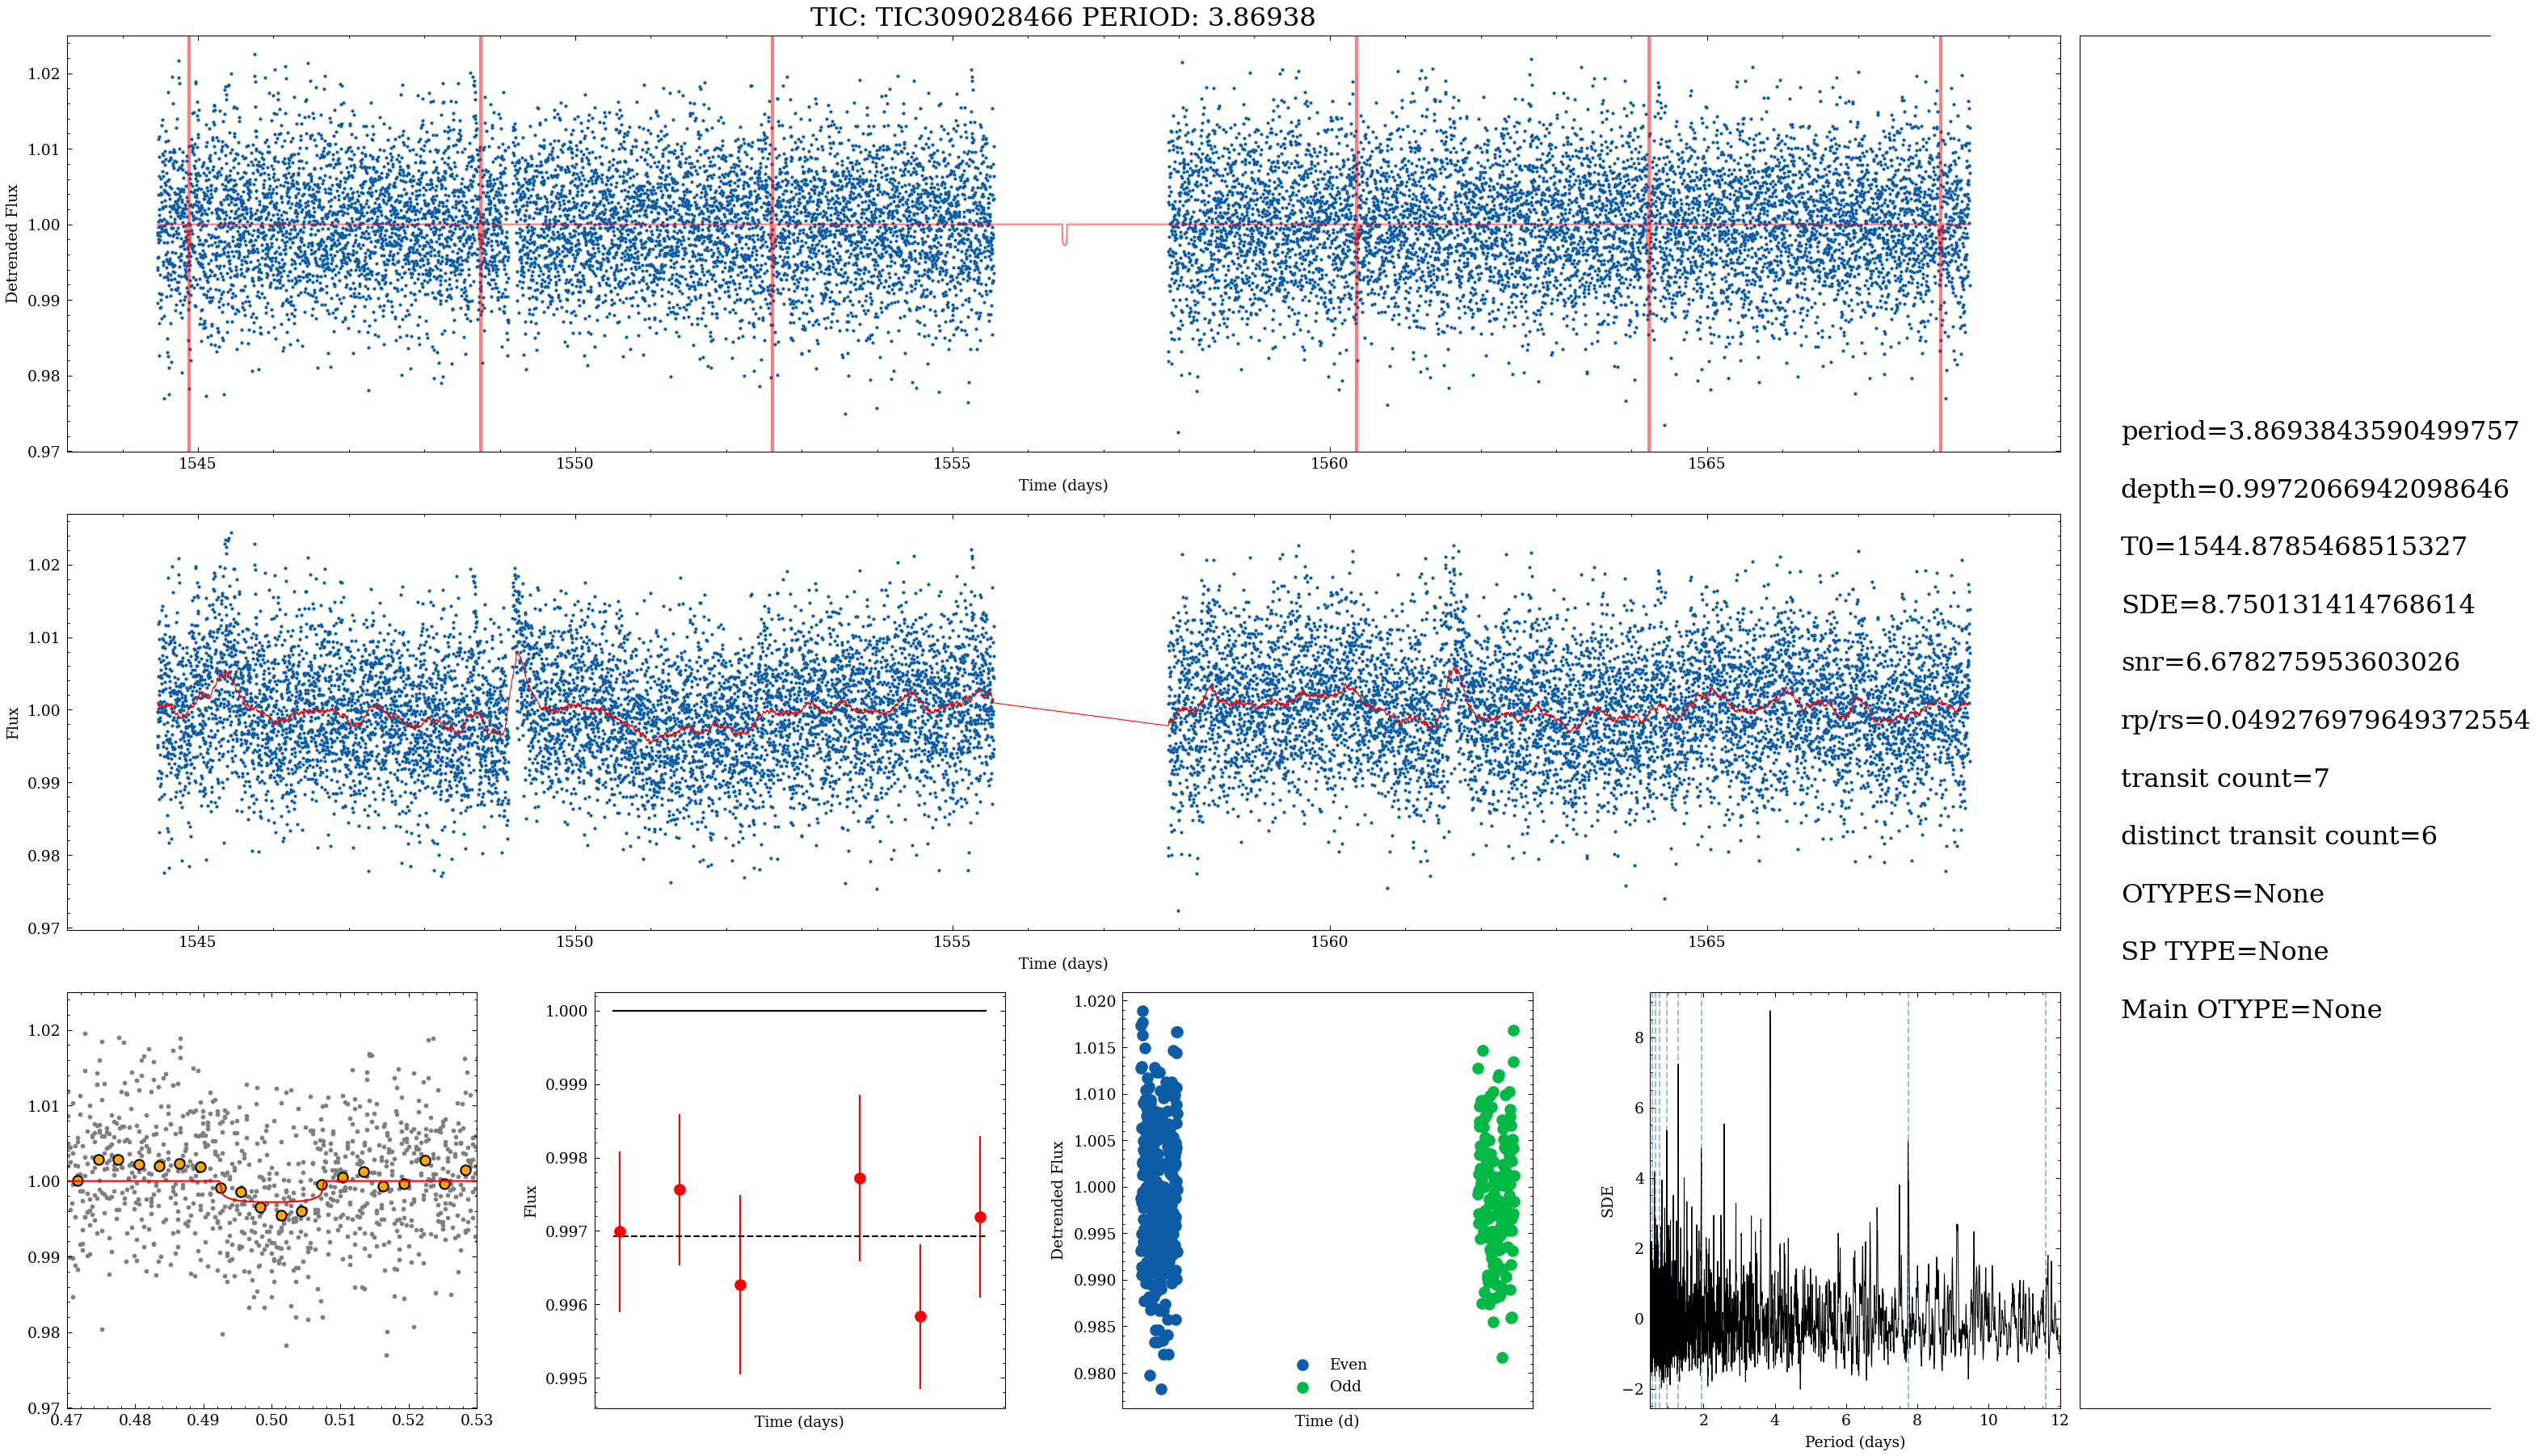 TIC: TIC309028466 PERIOD: 3.86938
Detrended Flux
1.02
1.01
1.00
0.99
0.98
0.97
1545
1550
1555
1560
1565
Time (days)
Flux
1.02
1.01
1.00
0.99
0.98
0.97
1545
1550
1555
1560
1565
Time (days)
1.02
1.01
1.00
0.99
0.98
0.97
0.47
0.48
0.49
0.50
0.51
0.52
0.53
Flux
1.000
0.999
0.998
0.997
0.996
0.995
Time (days)
Detrended Flux
1.020
1.015
1.010
1.005
1.000
0.995
0.990
0.985
0.980
Even
Odd
Time (d)
SDE
8
6
4
2
0
−2
2
4
6
8
10
12
Period (days)
period=3.8693843590499757
depth=0.9972066942098646
T0=1544.8785468515327
SDE=8.750131414768614
snr=6.678275953603026
rp/rs=0.049276979649372554
transit count=7
distinct transit count=6
OTYPES=None
SP TYPE=None
Main OTYPE=None